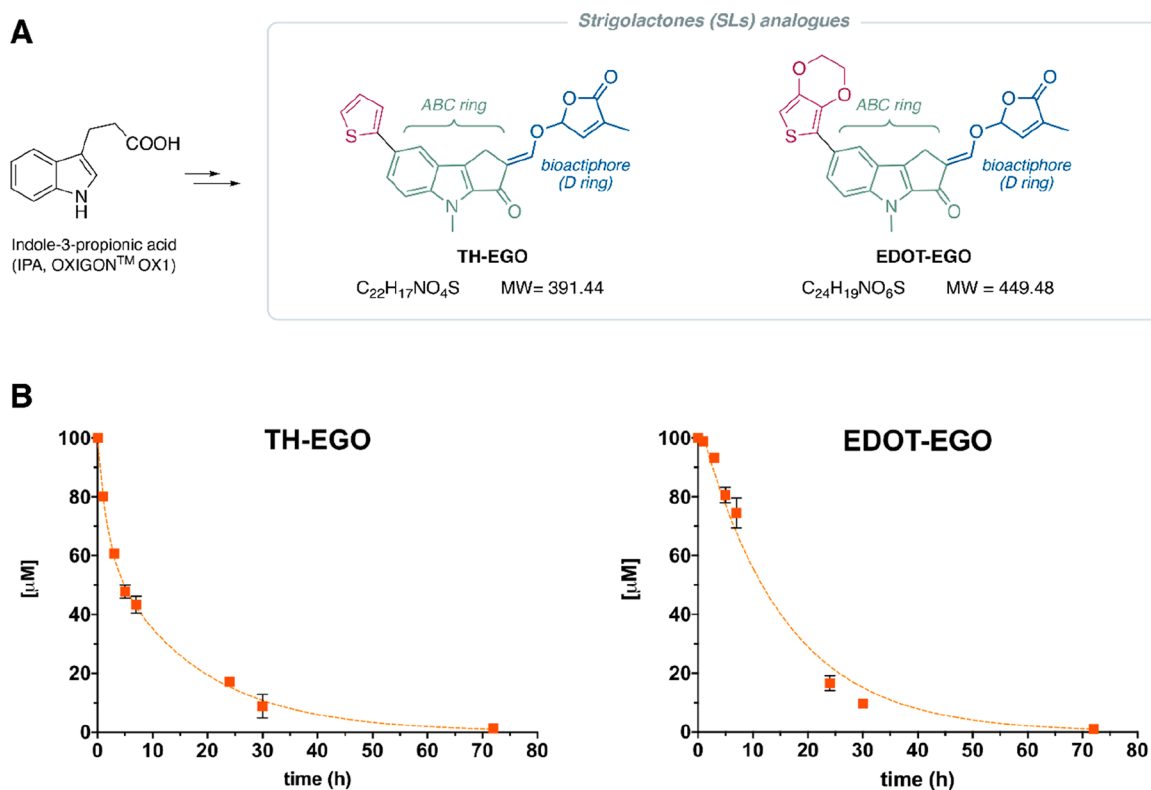 A
Strigolactones (SLs) analogues
COOH
N
H
Indole-3-propionic acid
(IPA, OXIGON™ OX1)
S
ABC ring
N
O
O
O
O
bioactiphore
(D ring)
TH-EGO
C₂₂H₁₇NO₄S MW= 391.44
O
O
S
ABC ring
N
O
O
O
O
bioactiphore
(D ring)
EDOT-EGO
C₂₄H₁₉NO₆S MW = 449.48
B
TH-EGO
[µM]
100
80
60
40
20
0
0 10 20 30 40 50 60 70 80
time (h)
EDOT-EGO
[µM]
100
80
60
40
20
0
0 10 20 30 40 50 60 70 80
time (h)